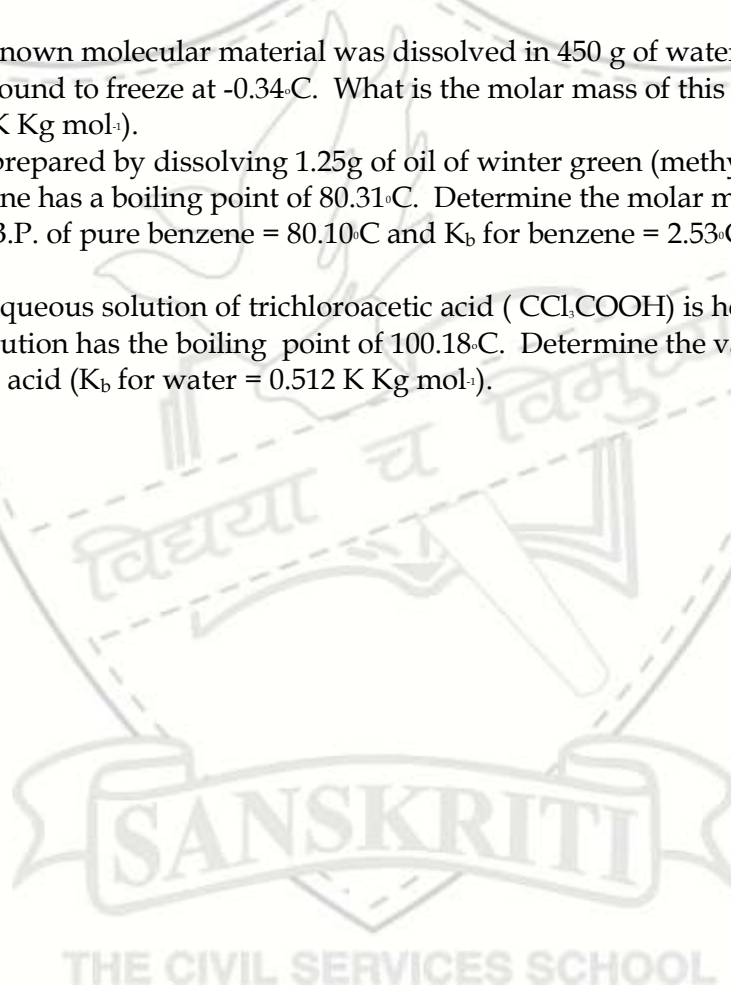 nown molecular material was dissolved in 450 g of water
ound to freeze at -0.34°C. What is the molar mass of this
K Kg mol-1).
prepared by dissolving 1.25g of oil of winter green (methy
ne has a boiling point of 80.31°C. Determine the molar m
B.P. of pure benzene = 80.10°C and Kb for benzene = 2.53°
queous solution of trichloroacetic acid ( CCl3COOH) is he
ution has the boiling point of 100.18°C. Determine the v
acid (Kb for water = 0.512 K Kg mol-1).
विद्यया च विमु
SANSKRITI
THE CIVIL SERVICES SCHOOL